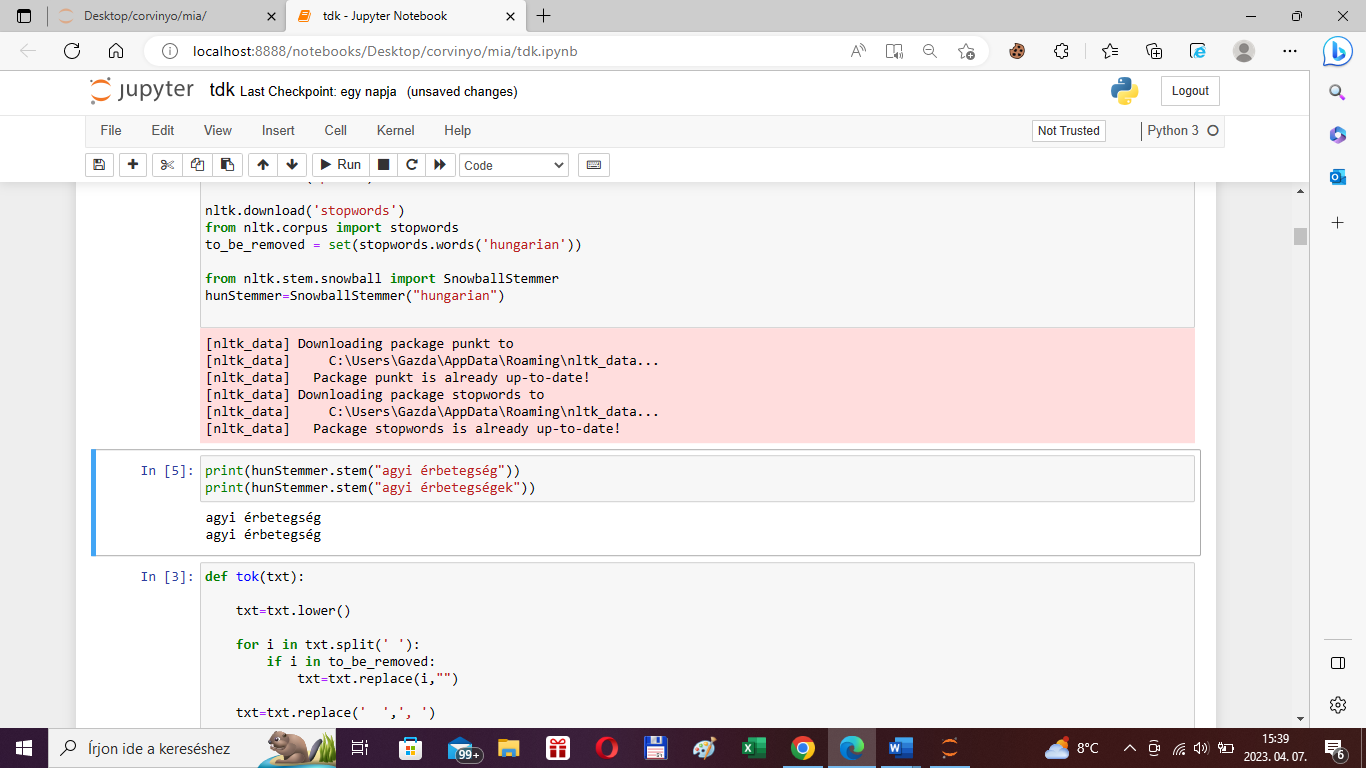 Desktop/corvinyo/mia/
tdk - Jupyter Notebook
localhost:8888/notebooks/Desktop/corvinyo/mia/tdk.ipynb
jupyter tdk Last Checkpoint: egy napja (unsaved changes)
Logout
File Edit View Insert Cell Kernel Help
Not Trusted
Python 3
Run
Code
nltk.download('stopwords')
from nltk.corpus import stopwords
to_be_removed = set(stopwords.words('hungarian'))
from nltk.stem.snowball import SnowballStemmer
hunStemmer=SnowballStemmer("hungarian")
[nltk_data] Downloading package punkt to
[nltk_data]     C:\Users\Gazda\AppData\Roaming\nltk_data...
[nltk_data]   Package punkt is already up-to-date!
[nltk_data] Downloading package stopwords to
[nltk_data]     C:\Users\Gazda\AppData\Roaming\nltk_data...
[nltk_data]   Package stopwords is already up-to-date!
In [5]: print(hunStemmer.stem("agyi érbetegség"))
print(hunStemmer.stem("agyi érbetegségek"))
agyi érbetegség
agyi érbetegség
In [3]: def tok(txt):
    txt=txt.lower()
    for i in txt.split(' '):
        if i in to_be_removed:
            txt=txt.replace(i,"")
    txt=txt.replace('  ',', ')
Írjon ide a kereséshez
99+
8°C
15:39
2023. 04. 07.
6